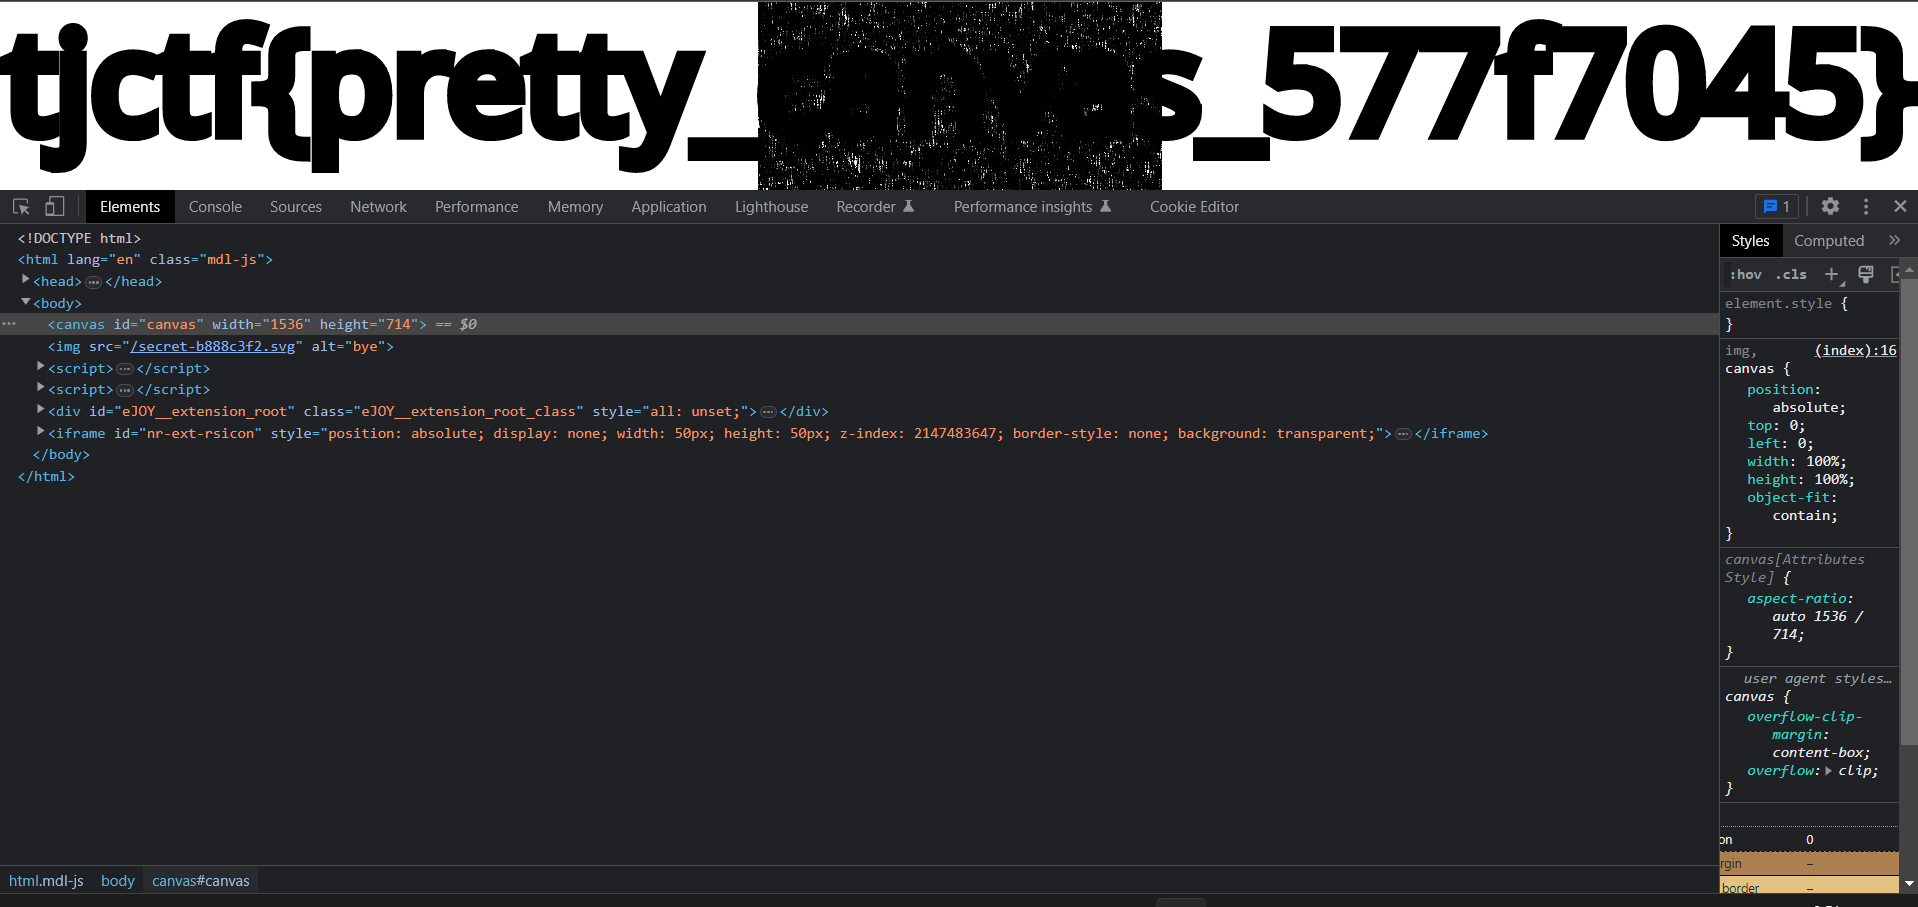 tjctf{pretty_canvas_577f7045}
Elements Console Sources Network Performance Memory Application Lighthouse Recorder Performance insights Cookie Editor 1
<!DOCTYPE html>
<html lang="en" class="mdl-js">
<head> … </head>
<body>
… <canvas id="canvas" width="1536" height="714"> == $0
<img src="/secret-b888c3f2.svg" alt="bye">
<script> … </script>
<script> … </script>
<div id="eJOY__extension_root" class="eJOY__extension_root_class" style="all: unset;"> … </div>
<iframe id="nr-ext-rsicon" style="position: absolute; display: none; width: 50px; height: 50px; z-index: 2147483647; border-style: none; background: transparent;"> … </iframe>
</body>
</html>
html.mdl-js body canvas#canvas
Styles Computed
:hov .cls
element.style {
}
img, (index):16
canvas {
position:
absolute;
top: 0;
left: 0;
width: 100%;
height: 100%;
object-fit:
contain;
}
canvas[Attributes
Style] {
aspect-ratio:
auto 1536 /
714;
}
user agent styles…
canvas {
overflow-clip-
margin:
content-box;
overflow: clip;
}
on 0
rgin –
border –